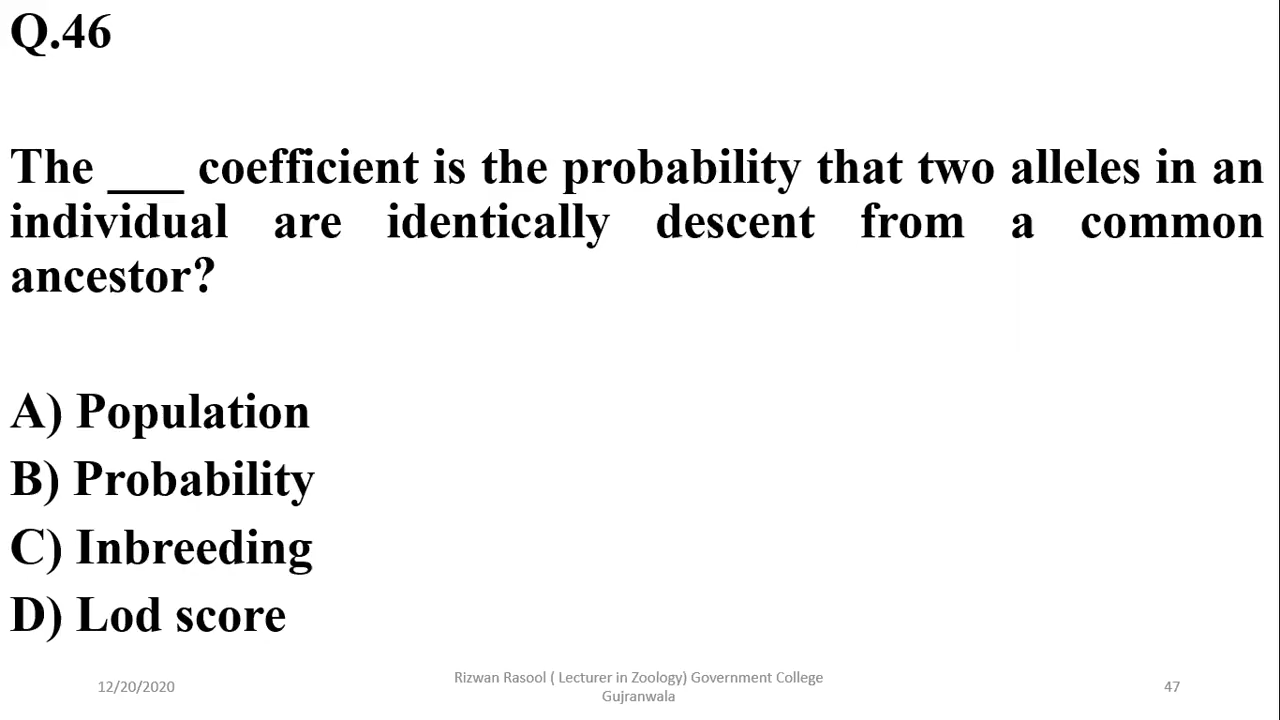 Q.46
The ___ coefficient is the probability that two alleles in an
individual are identically descent from a common
ancestor?
A) Population
B) Probability
C) Inbreeding
D) Lod score
12/20/2020
Rizwan Rasool ( Lecturer in Zoology) Government College
Gujranwala
47